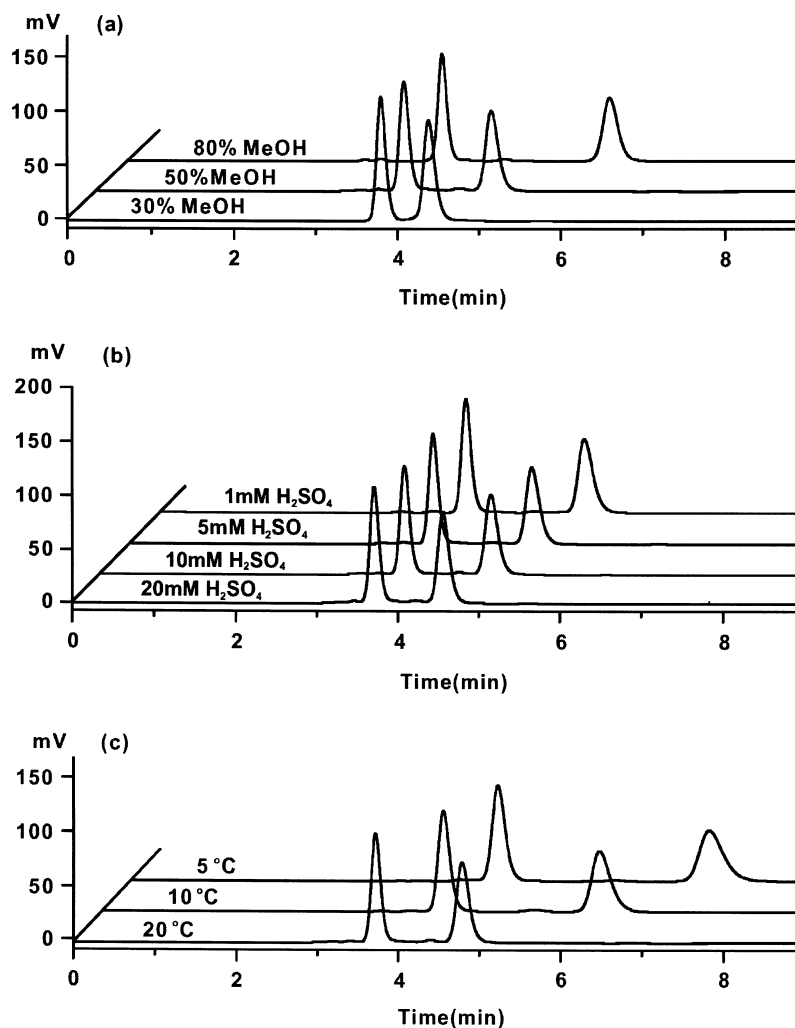 mV (a)
150
100
50
0
80% MeOH
50%MeOH
30% MeOH
0 2 4 6 8
Time(min)
mV (b)
200
150
100
50
0
1mM H₂SO₄
5mM H₂SO₄
10mM H₂SO₄
20mM H₂SO₄
0 2 4 6 8
Time(min)
mV (c)
150
100
50
0
5 °C
10 °C
20 °C
0 2 4 6 8
Time(min)